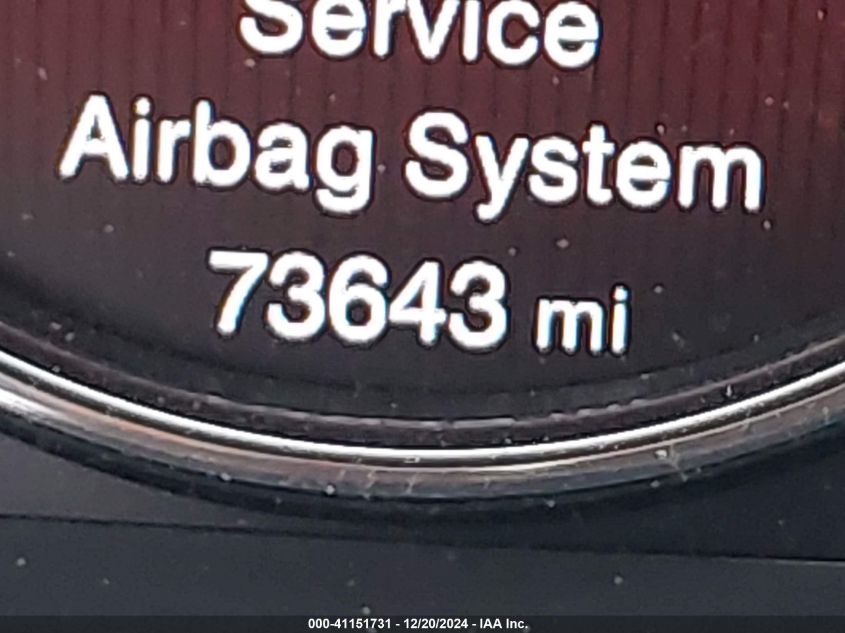 Service
Airbag System
73643 mi
000-41151731 - 12/20/2024 - IAA Inc.